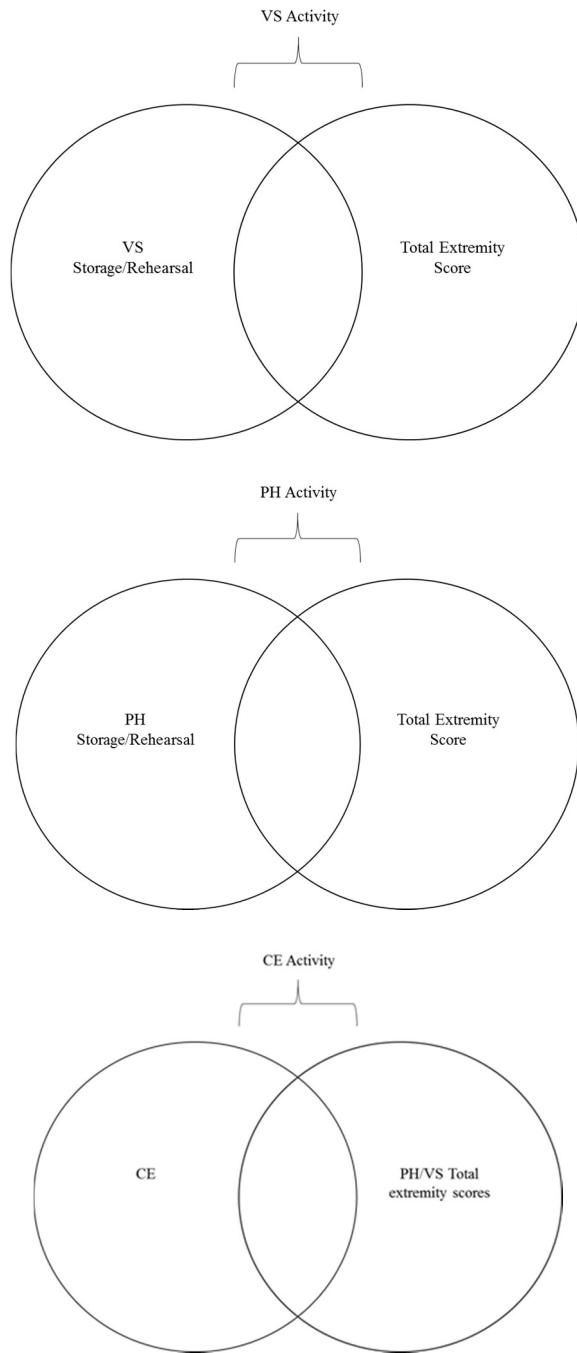 VS Activity
VS
Storage/Rehearsal
Total Extremity
Score
PH Activity
PH
Storage/Rehearsal
Total Extremity
Score
CE Activity
CE
PH/VS Total
extremity scores